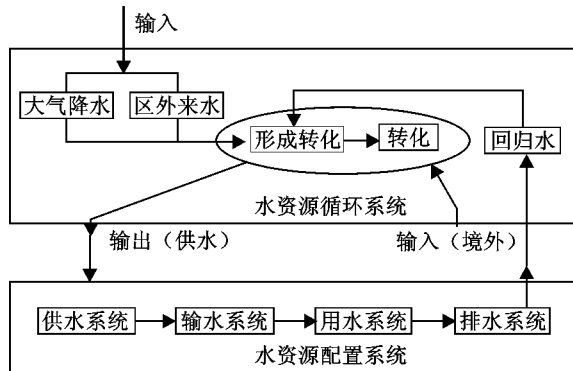 输入
大气降水 区外来水
形成转化 转化 回归水
水资源循环系统
输出（供水） 输入（境外）
供水系统 输水系统 用水系统 排水系统
水资源配置系统